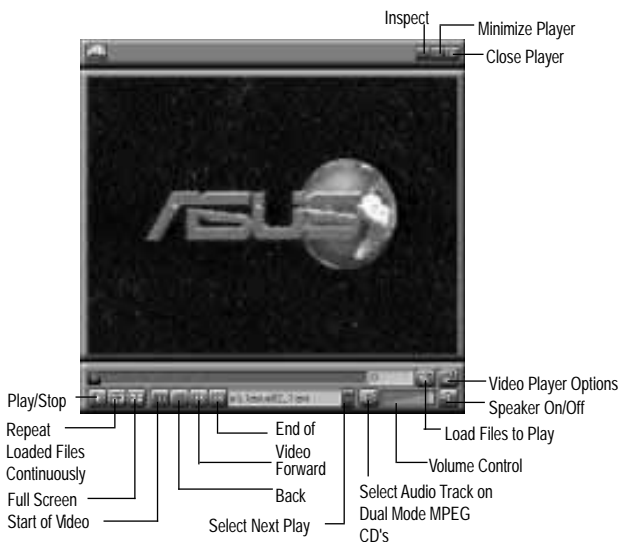 Inspect
Minimize Player
Close Player
ASUS
Play/Stop
Repeat
Loaded Files
Continuously
Full Screen
Start of Video
End of
Video
Forward
Back
Select Next Play
Video Player Options
Speaker On/Off
Load Files to Play
Volume Control
Select Audio Track on
Dual Mode MPEG
CD's